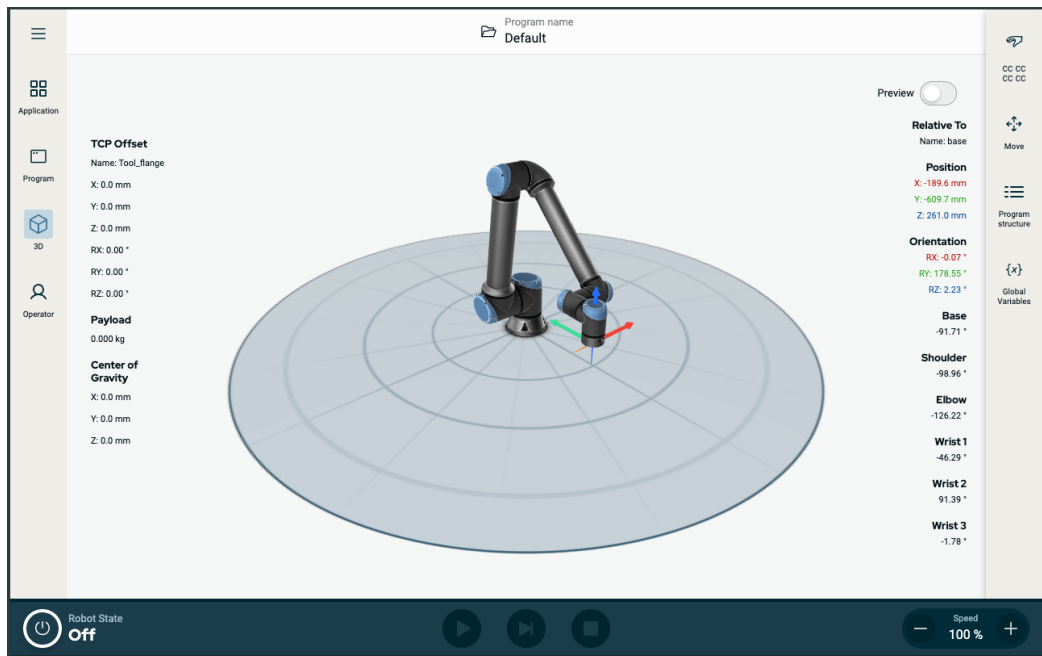 Program name
Default
Application
Program
3D
Operator
TCP Offset
Name: Tool_flange
X: 0.0 mm
Y: 0.0 mm
Z: 0.0 mm
RX: 0.00 °
RY: 0.00 °
RZ: 0.00 °
Payload
0.000 kg
Center of
Gravity
X: 0.0 mm
Y: 0.0 mm
Z: 0.0 mm
Preview
Relative To
Name: base
Position
X: -189.6 mm
Y: -609.7 mm
Z: 261.0 mm
Orientation
RX: -0.07 °
RY: 178.55 °
RZ: 2.23 °
Base
-91.71 °
Shoulder
-98.96 °
Elbow
-126.22 °
Wrist 1
-46.29 °
Wrist 2
91.39 °
Wrist 3
-1.78 °
CC CC
CC CC
Move
Program
structure
{x}
Global
Variables
Robot State
Off
Speed
100 %